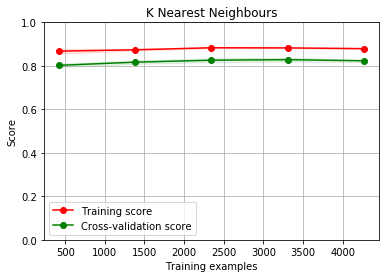 K Nearest Neighbours
1.0
0.8
0.6
0.4
0.2
0.0
Score
Training score
Cross-validation score
500 1000 1500 2000 2500 3000 3500 4000
Training examples